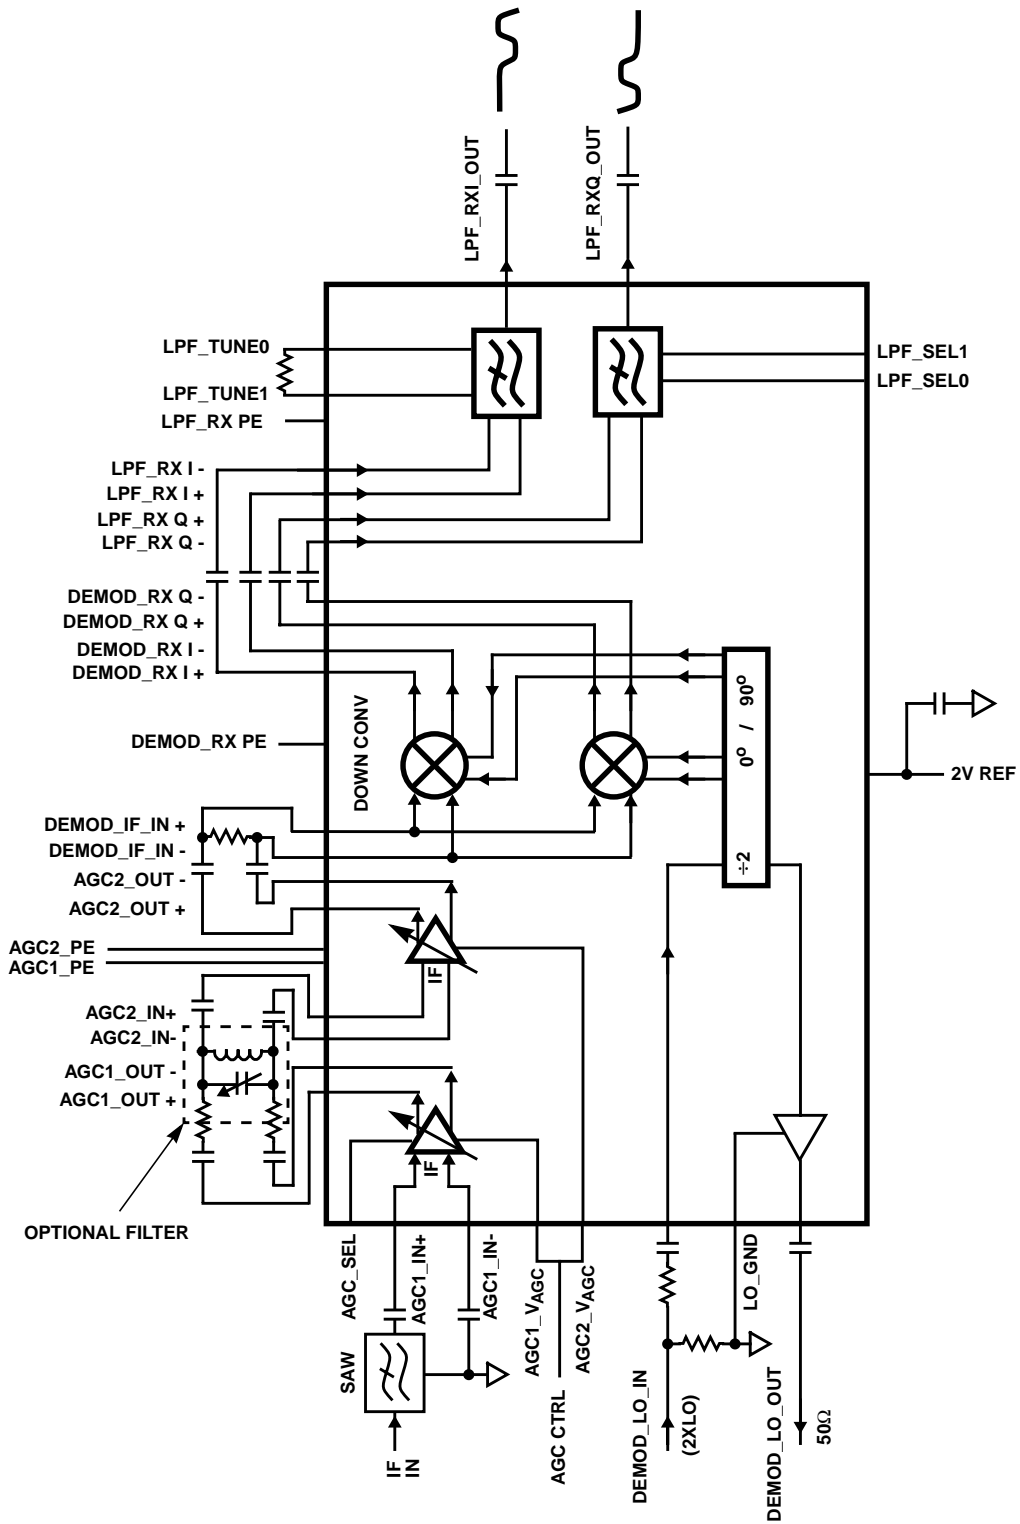 LPF_RXI_OUT
LPF_RXQ_OUT
LPF_TUNE0
LPF_TUNE1
LPF_RX PE
LPF_SEL1
LPF_SEL0
LPF_RX I -
LPF_RX I +
LPF_RX Q +
LPF_RX Q -
DEMOD_RX Q -
DEMOD_RX Q +
DEMOD_RX I -
DEMOD_RX I +
DEMOD_RX PE
DOWN CONV
0º / 90º
÷2
2V REF
DEMOD_IF_IN +
DEMOD_IF_IN -
AGC2_OUT -
AGC2_OUT +
AGC2_PE
AGC1_PE
IF
AGC2_IN+
AGC2_IN-
AGC1_OUT -
AGC1_OUT +
IF
OPTIONAL FILTER
AGC_SEL
AGC1_IN+
AGC1_IN-
AGC1_VAGC
AGC2_VAGC
LO_GND
SAW
IF
IN
AGC CTRL
DEMOD_LO_IN
(2XLO)
DEMOD_LO_OUT
50Ω